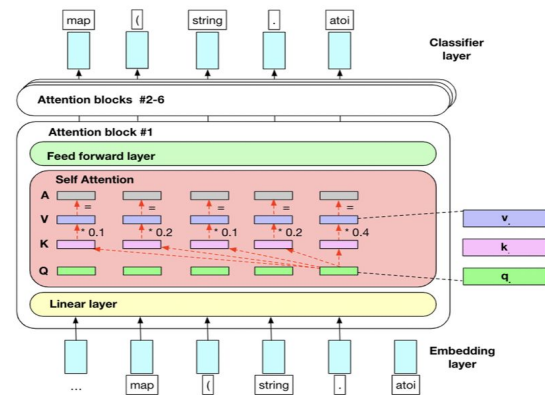 map ( string . atoi
Classifier
layer
Attention blocks #2-6
Attention block #1
Feed forward layer
Self Attention
A
= = = = =
V
* 0.1 * 0.2 * 0.1 * 0.2 * 0.4
v.
K
k.
Q
q.
Linear layer
Embedding
layer
... map ( string . atoi